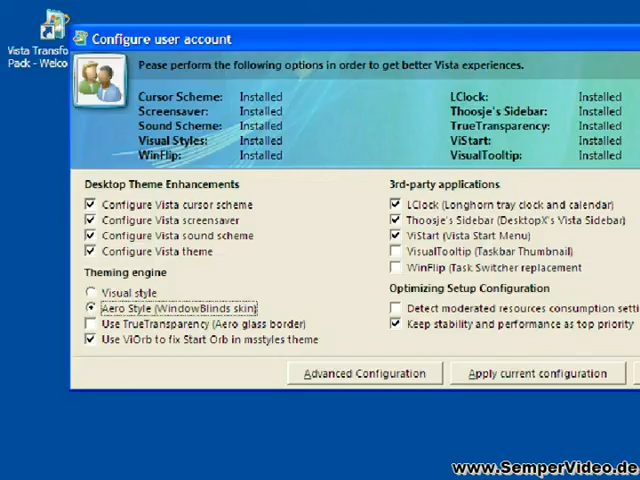 Vista Transfo
Pack - Welco
Configure user account
Pease perform the following options in order to get better Vista experiences.
Cursor Scheme: Installed
Screensaver: Installed
Sound Scheme: Installed
Visual Styles: Installed
WinFlip: Installed
LClock: Installed
Thoosje's Sidebar: Installed
TrueTransparency: Installed
ViStart: Installed
VisualTooltip: Installed
Desktop Theme Enhancements
Configure Vista cursor scheme
Configure Vista screensaver
Configure Vista sound scheme
Configure Vista theme
Theming engine
Visual style
Aero Style (WindowBlinds skin)
Use TrueTransparency (Aero glass border)
Use ViOrb to fix Start Orb in msstyles theme
3rd-party applications
LClock (Longhorn tray clock and calendar)
Thoosje's Sidebar (DesktopX's Vista Sidebar)
ViStart (Vista Start Menu)
VisualTooltip (Taskbar Thumbnail)
WinFlip (Task Switcher replacement
Optimizing Setup Configuration
Detect moderated resources consumption setti
Keep stability and performance as top priority
Advanced Configuration
Apply current configuration
www.SemperVideo.de